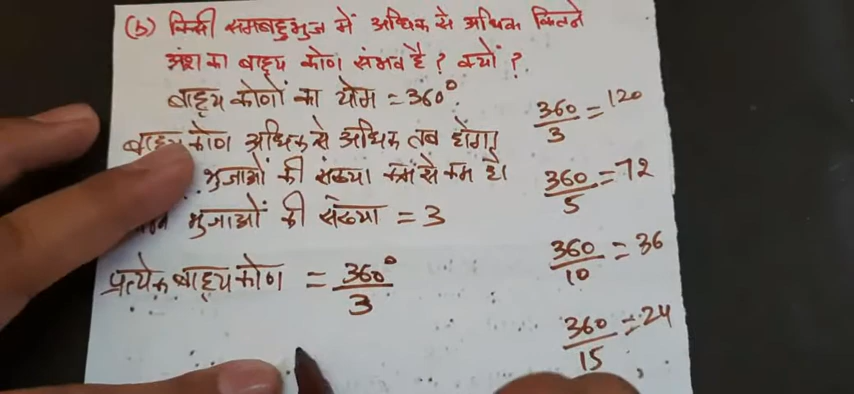 (b) किसी समबहुभुज में अधिक से अधिक कितने
अंश का बाह्य कोण संभव है? क्यों?
बाह्य कोणों का योग = 360°
बाह्य कोण अधिक से अधिक तब होगा
भुजाओं की संख्या कम से कम है।
भुजाओं की संख्या = 3
प्रत्येक बाह्य कोण = 360°/3
360/3 = 120
360/5 = 72
360/10 = 36
360/15 = 24